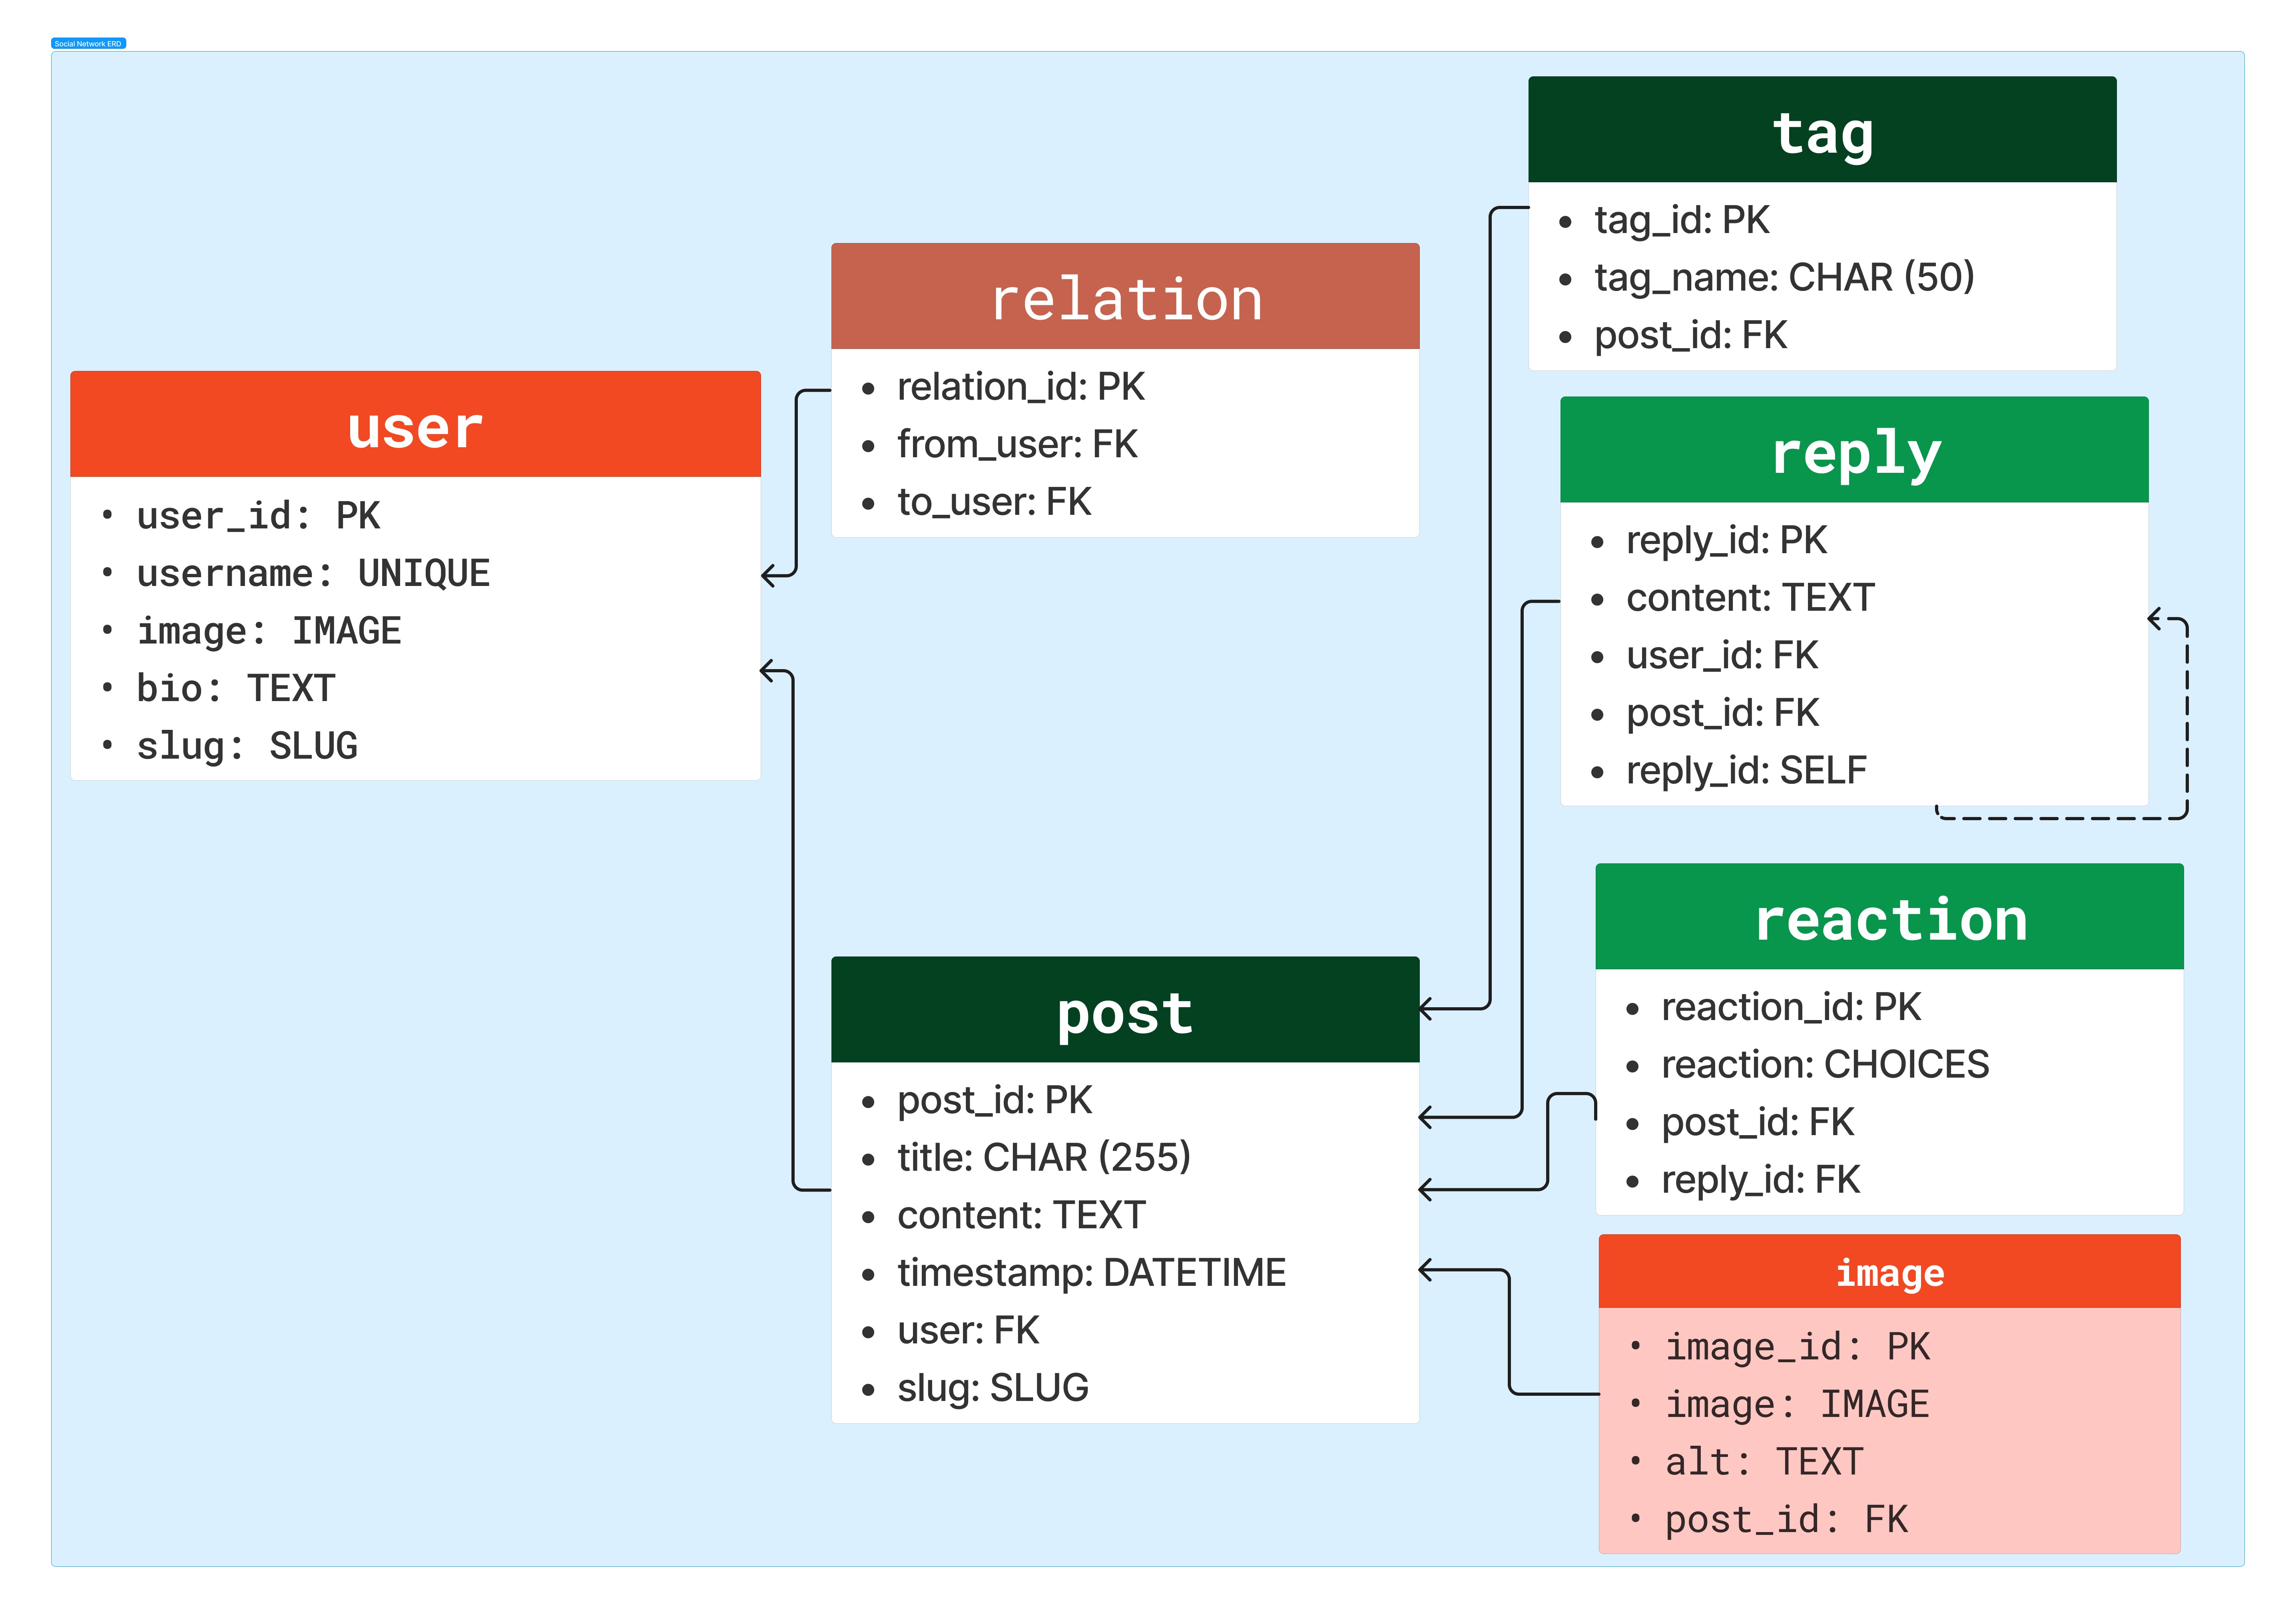 Social Network ERD
user
• user_id: PK
• username: UNIQUE
• image: IMAGE
• bio: TEXT
• slug: SLUG
relation
• relation_id: PK
• from_user: FK
• to_user: FK
post
• post_id: PK
• title: CHAR (255)
• content: TEXT
• timestamp: DATETIME
• user: FK
• slug: SLUG
tag
• tag_id: PK
• tag_name: CHAR (50)
• post_id: FK
reply
• reply_id: PK
• content: TEXT
• user_id: FK
• post_id: FK
• reply_id: SELF
reaction
• reaction_id: PK
• reaction: CHOICES
• post_id: FK
• reply_id: FK
image
• image_id: PK
• image: IMAGE
• alt: TEXT
• post_id: FK